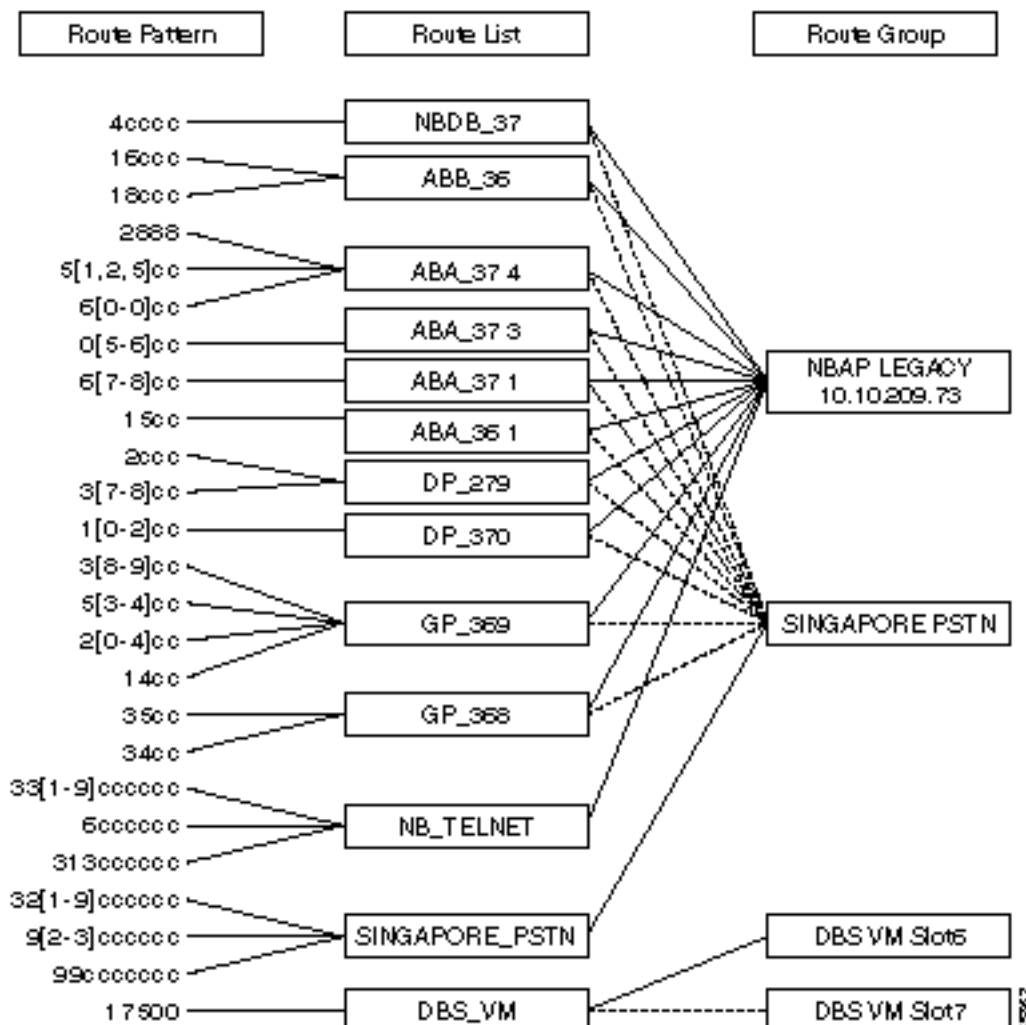 Route Pattern
Route List
Route Group
4cccc
16ccc
18ccc
2888
5[1,2,5]cc
6[0-0]cc
0[5-6]cc
6[7-8]cc
15cc
2ccc
3[7-8]cc
1[0-2]cc
3[8-9]cc
5[3-4]cc
2[0-4]cc
14cc
35cc
34cc
33[1-9]cccccc
6cccccc
313cccccc
32[1-9]cccccc
9[2-3]cccccc
99ccccccc
17500
NBDB_37
ABB_36
ABA_37 4
ABA_37 3
ABA_37 1
ABA_36 1
DP_279
DP_370
GP_369
GP_368
NB_TELNET
SINGAPORE_PSTN
DBS_VM
NBAP LEGACY
10.10.209.73
SINGAPORE PSTN
DBS VM Slot6
DBS VM Slot7